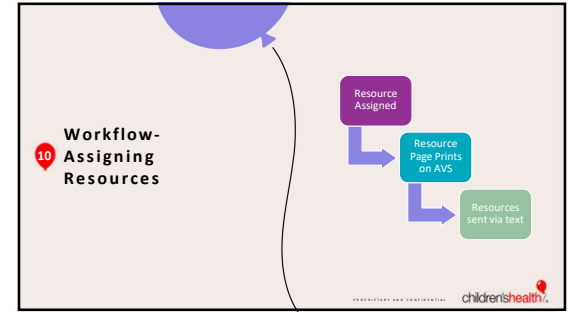 10
Workflow-
Assigning
Resources
Resource
Assigned
Resource
Page Prints
on AVS
Resources
sent via text
PROPRIETARY AND CONFIDENTIAL
children'shealth